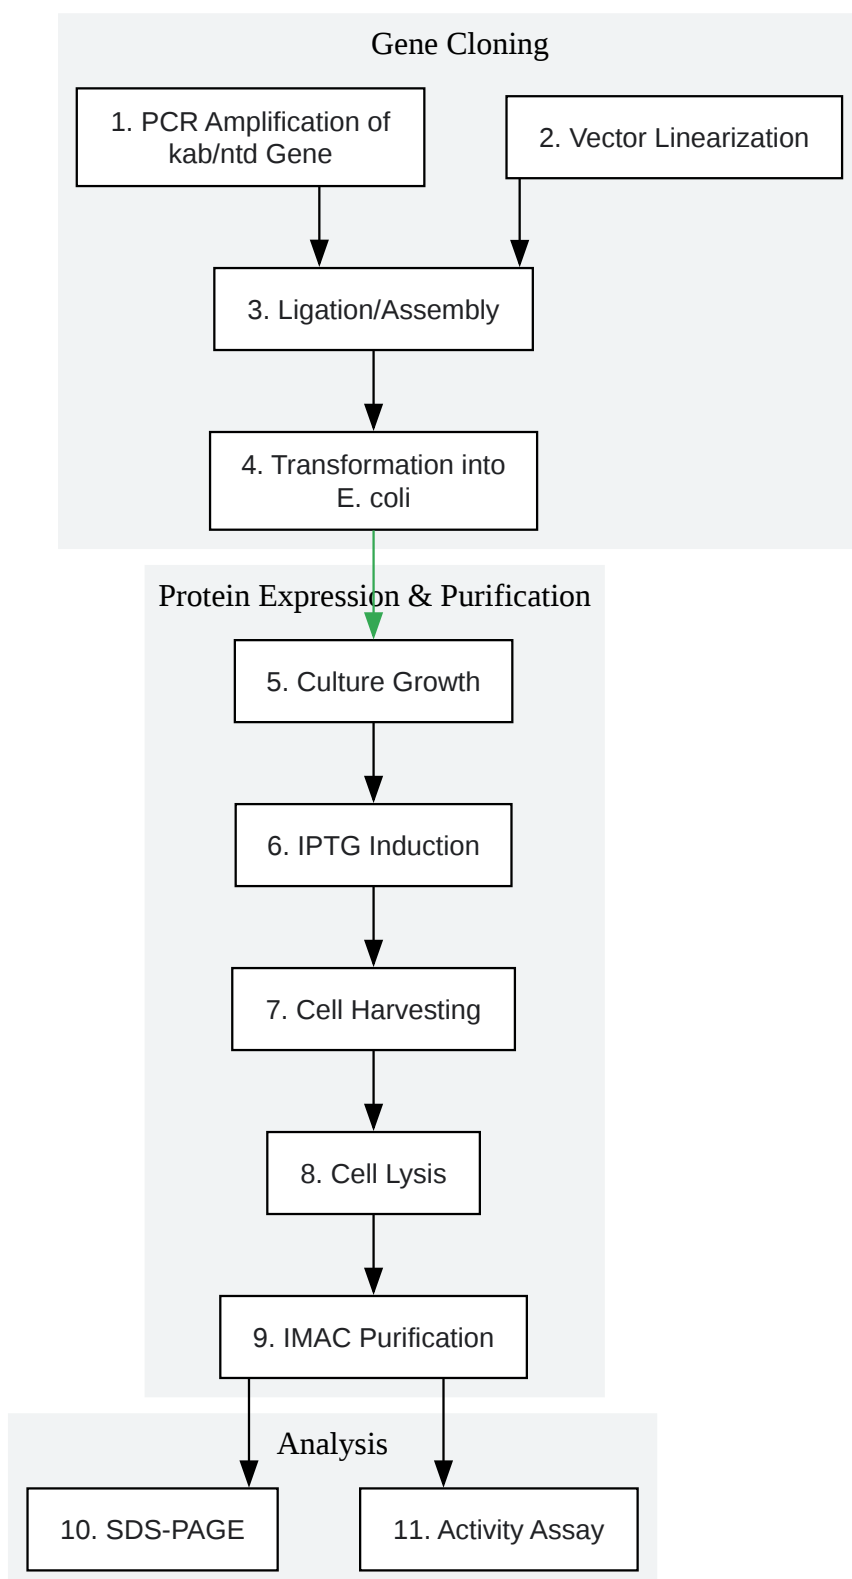 Gene Cloning
1. PCR Amplification of
kab/ntd Gene
2. Vector Linearization
3. Ligation/Assembly
4. Transformation into
E. coli
Protein Expression & Purification
5. Culture Growth
6. IPTG Induction
7. Cell Harvesting
8. Cell Lysis
9. IMAC Purification
Analysis
10. SDS-PAGE
11. Activity Assay